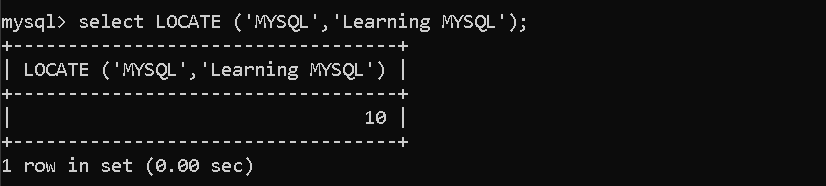 mysql> select LOCATE ('MYSQL','Learning MYSQL');
+----------------------------------+
| LOCATE ('MYSQL','Learning MYSQL') |
+----------------------------------+
|                                10 |
+----------------------------------+
1 row in set (0.00 sec)